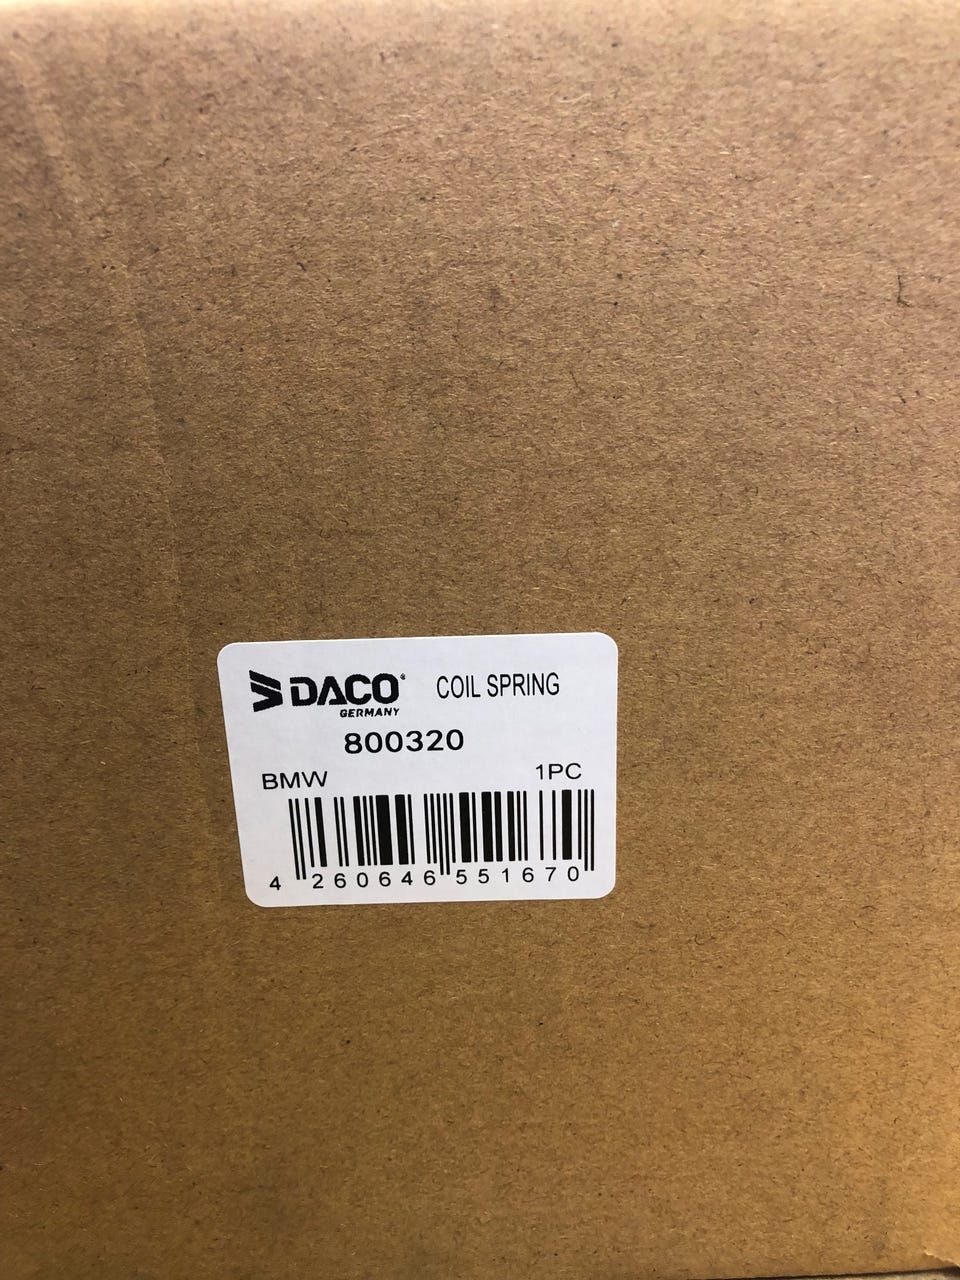 DACO® COIL SPRING
GERMANY
800320
BMW 1PC
4 260646 551670